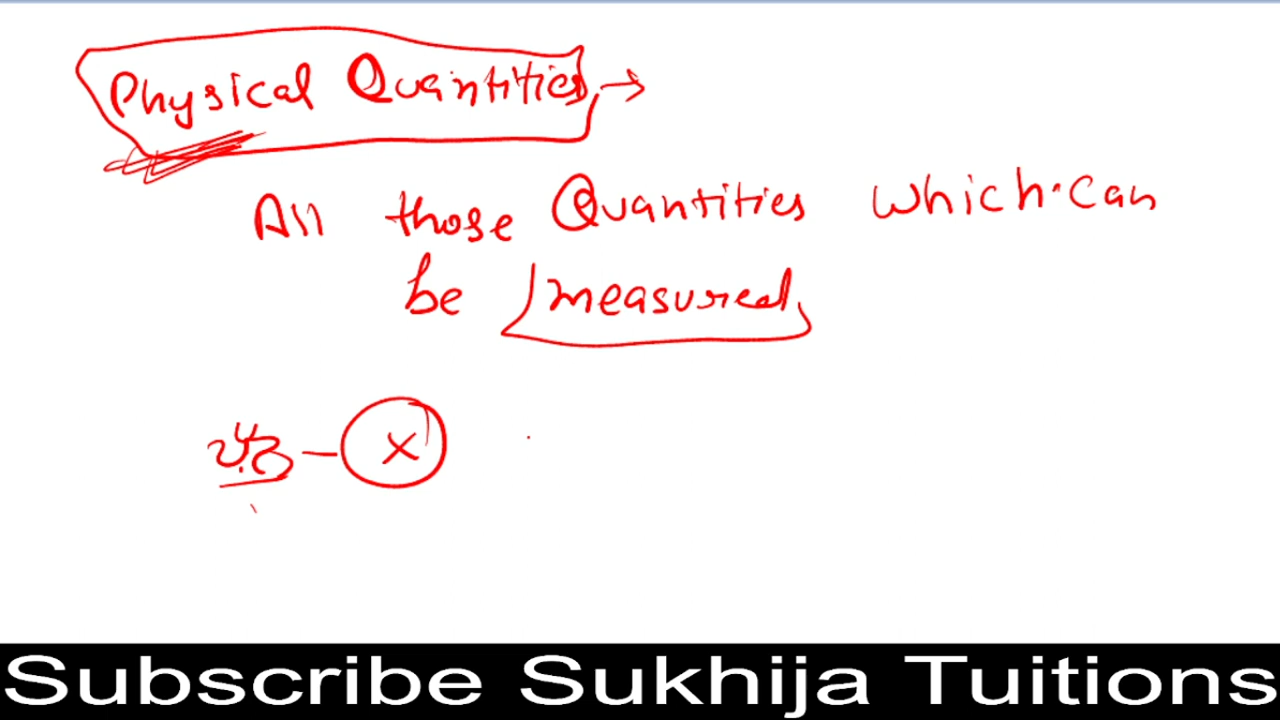 Physical Quantities →
All those Quantities which can
be measured
— X
Subscribe Sukhija Tuitions